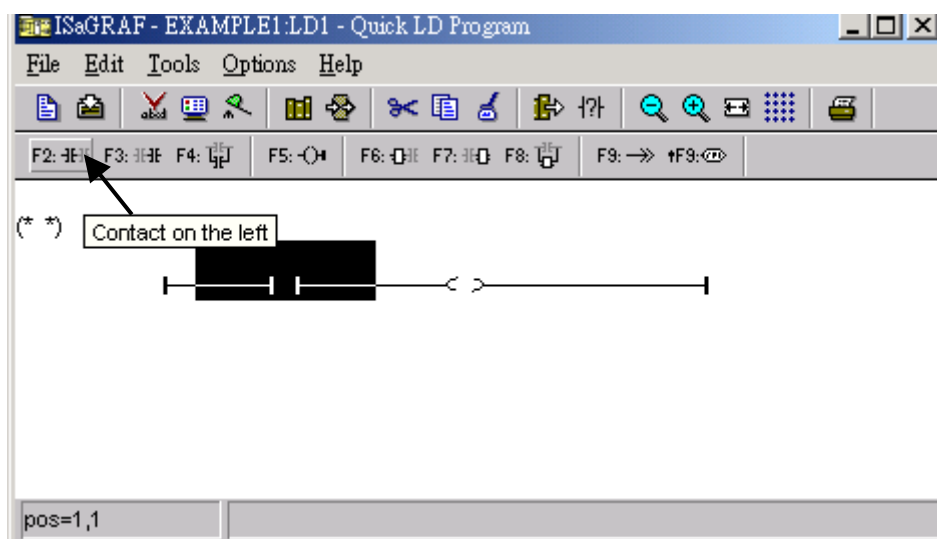 ISaGRAF - EXAMPLE1:LD1 - Quick LD Program
File Edit Tools Options Help
?
F2: F3: F4: F5: F6: F7: F8: F9: F9:
(* *)
Contact on the left
pos=1,1